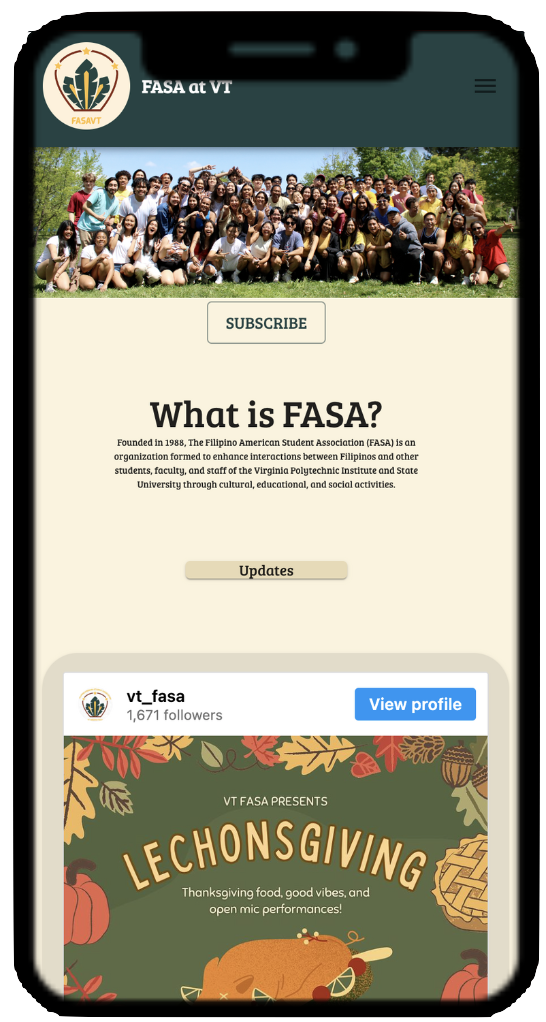 FASAVT
FASA at VT
SUBSCRIBE
What is FASA?
Founded in 1988, The Filipino American Student Association (FASA) is an
organization formed to enhance interactions between Filipinos and other
students, faculty, and staff of the Virginia Polytechnic Institute and State
University through cultural, educational, and social activities.
Updates
vt_fasa
1,671 followers
View profile
VT FASA PRESENTS
LECHONSGIVING
Thanksgiving food, good vibes, and
open mic performances!